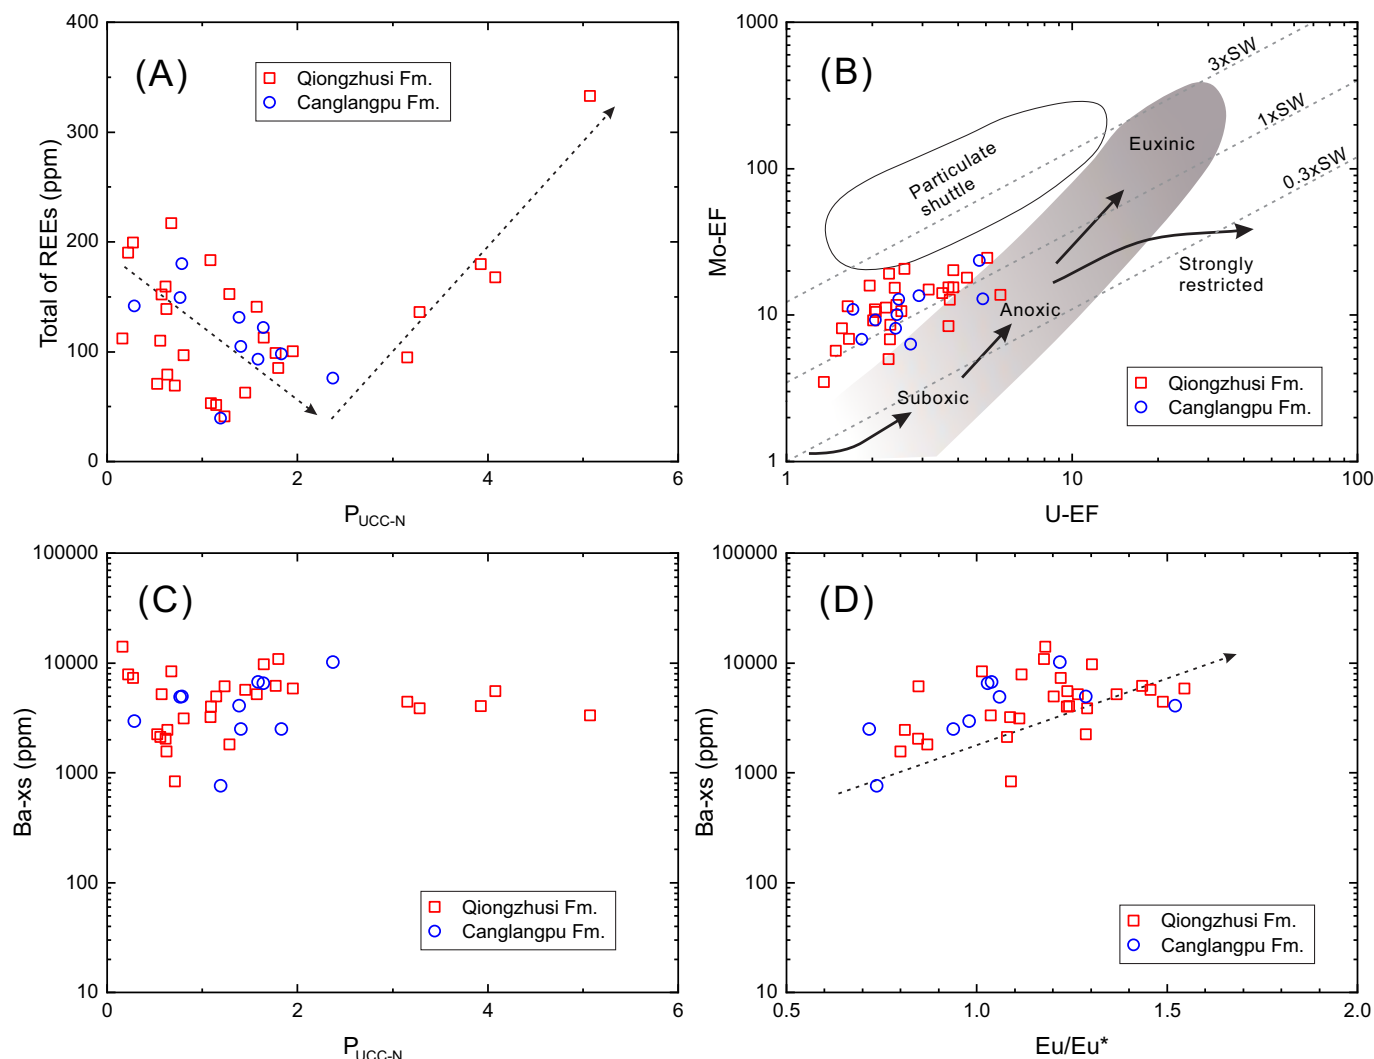 400
300
200
100
0
0
2
4
6
Total of REEs (ppm)
P_UCC-N
(A)
Qiongzhusi Fm.
Canglangpu Fm.
1000
100
10
1
1
10
100
Mo-EF
U-EF
(B)
3xSW
1xSW
0.3xSW
Particulate
shuttle
Euxinic
Anoxic
Suboxic
Strongly
restricted
Qiongzhusi Fm.
Canglangpu Fm.
100000
10000
1000
100
10
0
2
4
6
Ba-xs (ppm)
P_UCC-N
(C)
Qiongzhusi Fm.
Canglangpu Fm.
100000
10000
1000
100
10
0.5
1.0
1.5
2.0
Ba-xs (ppm)
Eu/Eu*
(D)
Qiongzhusi Fm.
Canglangpu Fm.